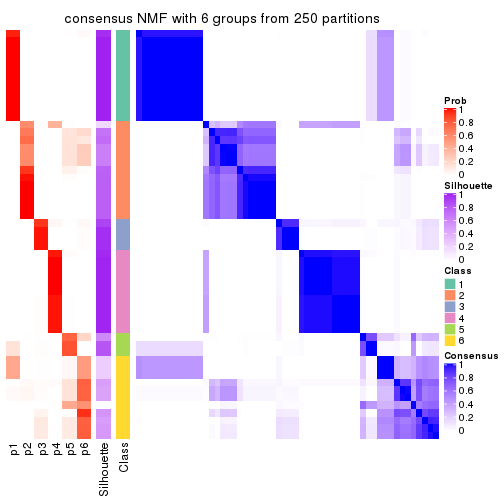 consensus NMF with 6 groups from 250 partitions
Prob
1
0.8
0.6
0.4
0.2
0
Silhouette
1
0.8
0.6
0.4
0.2
0
Class
1
2
3
4
5
6
Consensus
1
0.8
0.6
0.4
0.2
0
p1
p2
p3
p4
p5
p6
Silhouette
Class